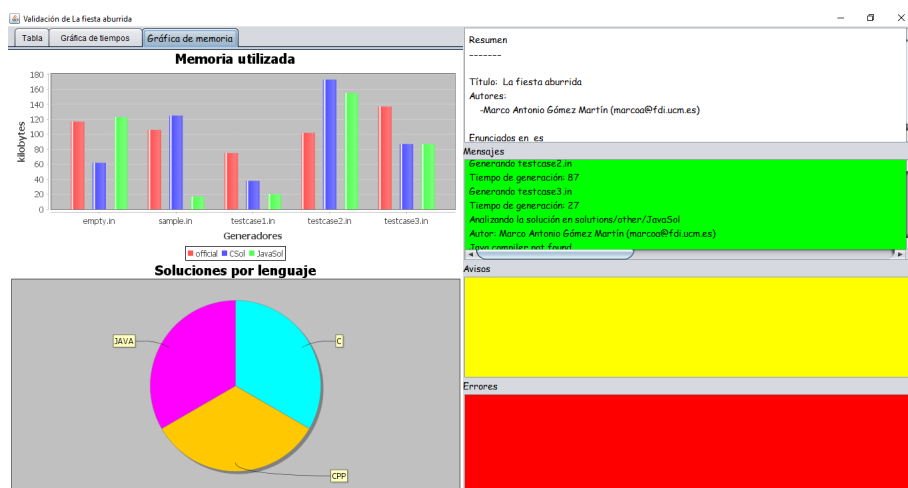 Validación de La fiesta aburrida
Tabla
Gráfica de tiempos
Gráfica de memoria
Memoria utilizada
kilobytes
180
160
140
120
100
80
60
40
20
0
empty.in
sample.in
testcase1.in
testcase2.in
testcase3.in
Generadores
official
CSol
JavaSol
Soluciones por lenguaje
JAVA
C
CPP
Resumen
-------
Título: La fiesta aburrida
Autores:
-Marco Antonio Gómez Martín (marcoa@fdi.ucm.es)
Enunciados en es
Mensajes
Generando testcase2.in
Tiempo de generación: 87
Generando testcase3.in
Tiempo de generación: 27
Analizando la solución en solutions/other/JavaSol
Autor: Marco Antonio Gómez Martín (marcoa@fdi.ucm.es)
Java compiler not found
Avisos
Errores